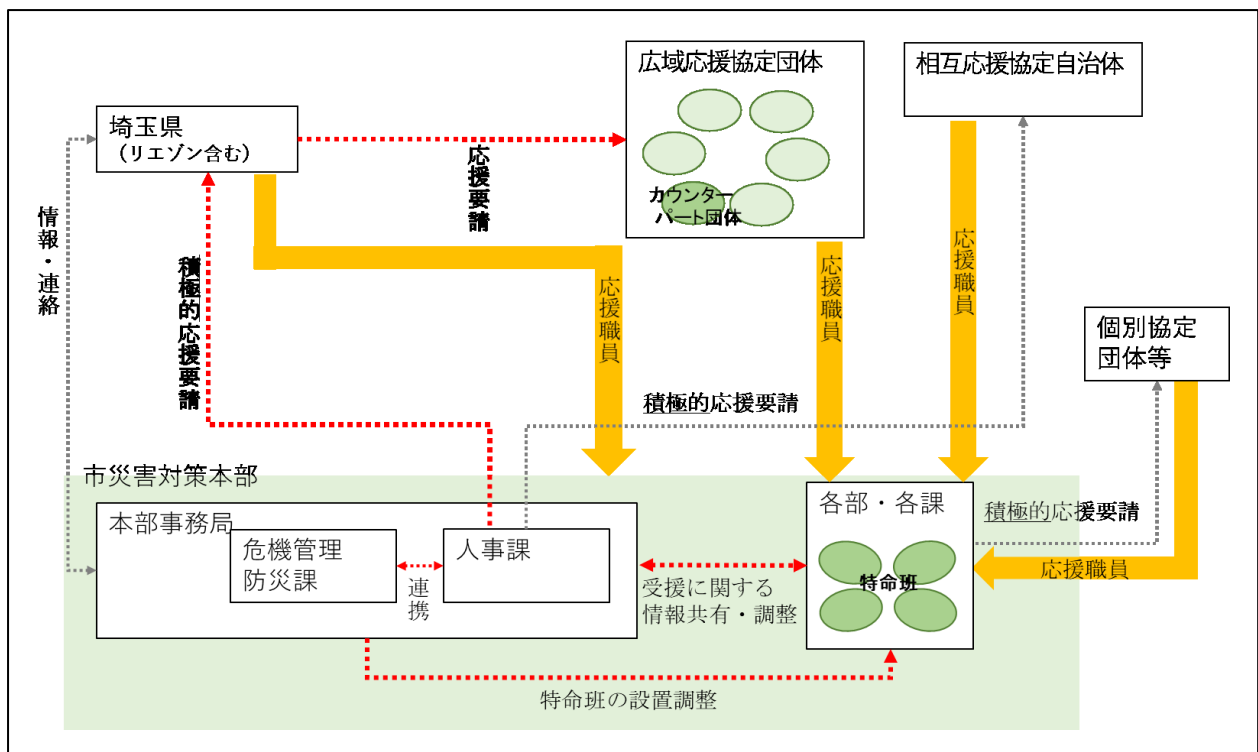 広域応援協定団体
相互応援協定自治体
埼玉県
（リエゾン含む）
応援要請
カウンター
パート団体
情報・連絡
積極的応援要請
応援職員
応援職員
応援職員
個別協定
団体等
積極的応援要請
市災害対策本部
本部事務局
危機管理
防災課
連携
人事課
各部・各課
特命班
積極的応援要請
応援職員
受援に関する
情報共有・調整
特命班の設置調整